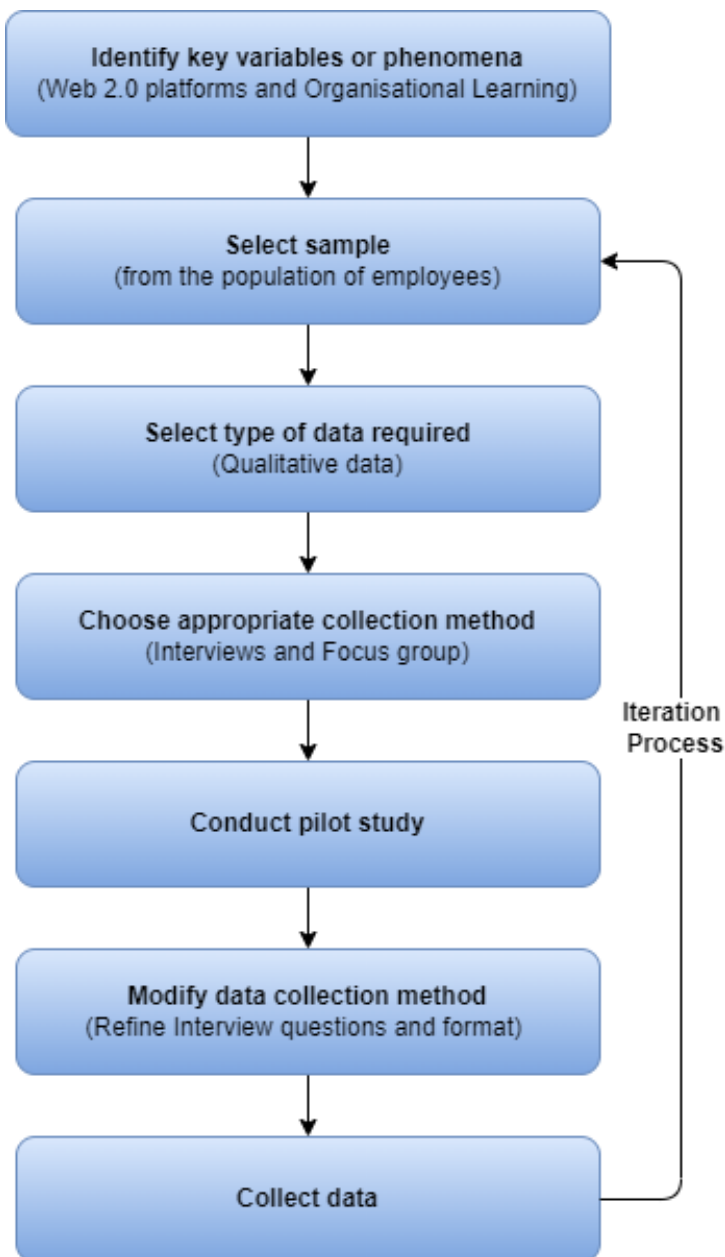 Identify key variables or phenomena
(Web 2.0 platforms and Organisational Learning)
Select sample
(from the population of employees)
Select type of data required
(Qualitative data)
Choose appropriate collection method
(Interviews and Focus group)
Iteration
Process
Conduct pilot study
Modify data collection method
(Refine Interview questions and format)
Collect data